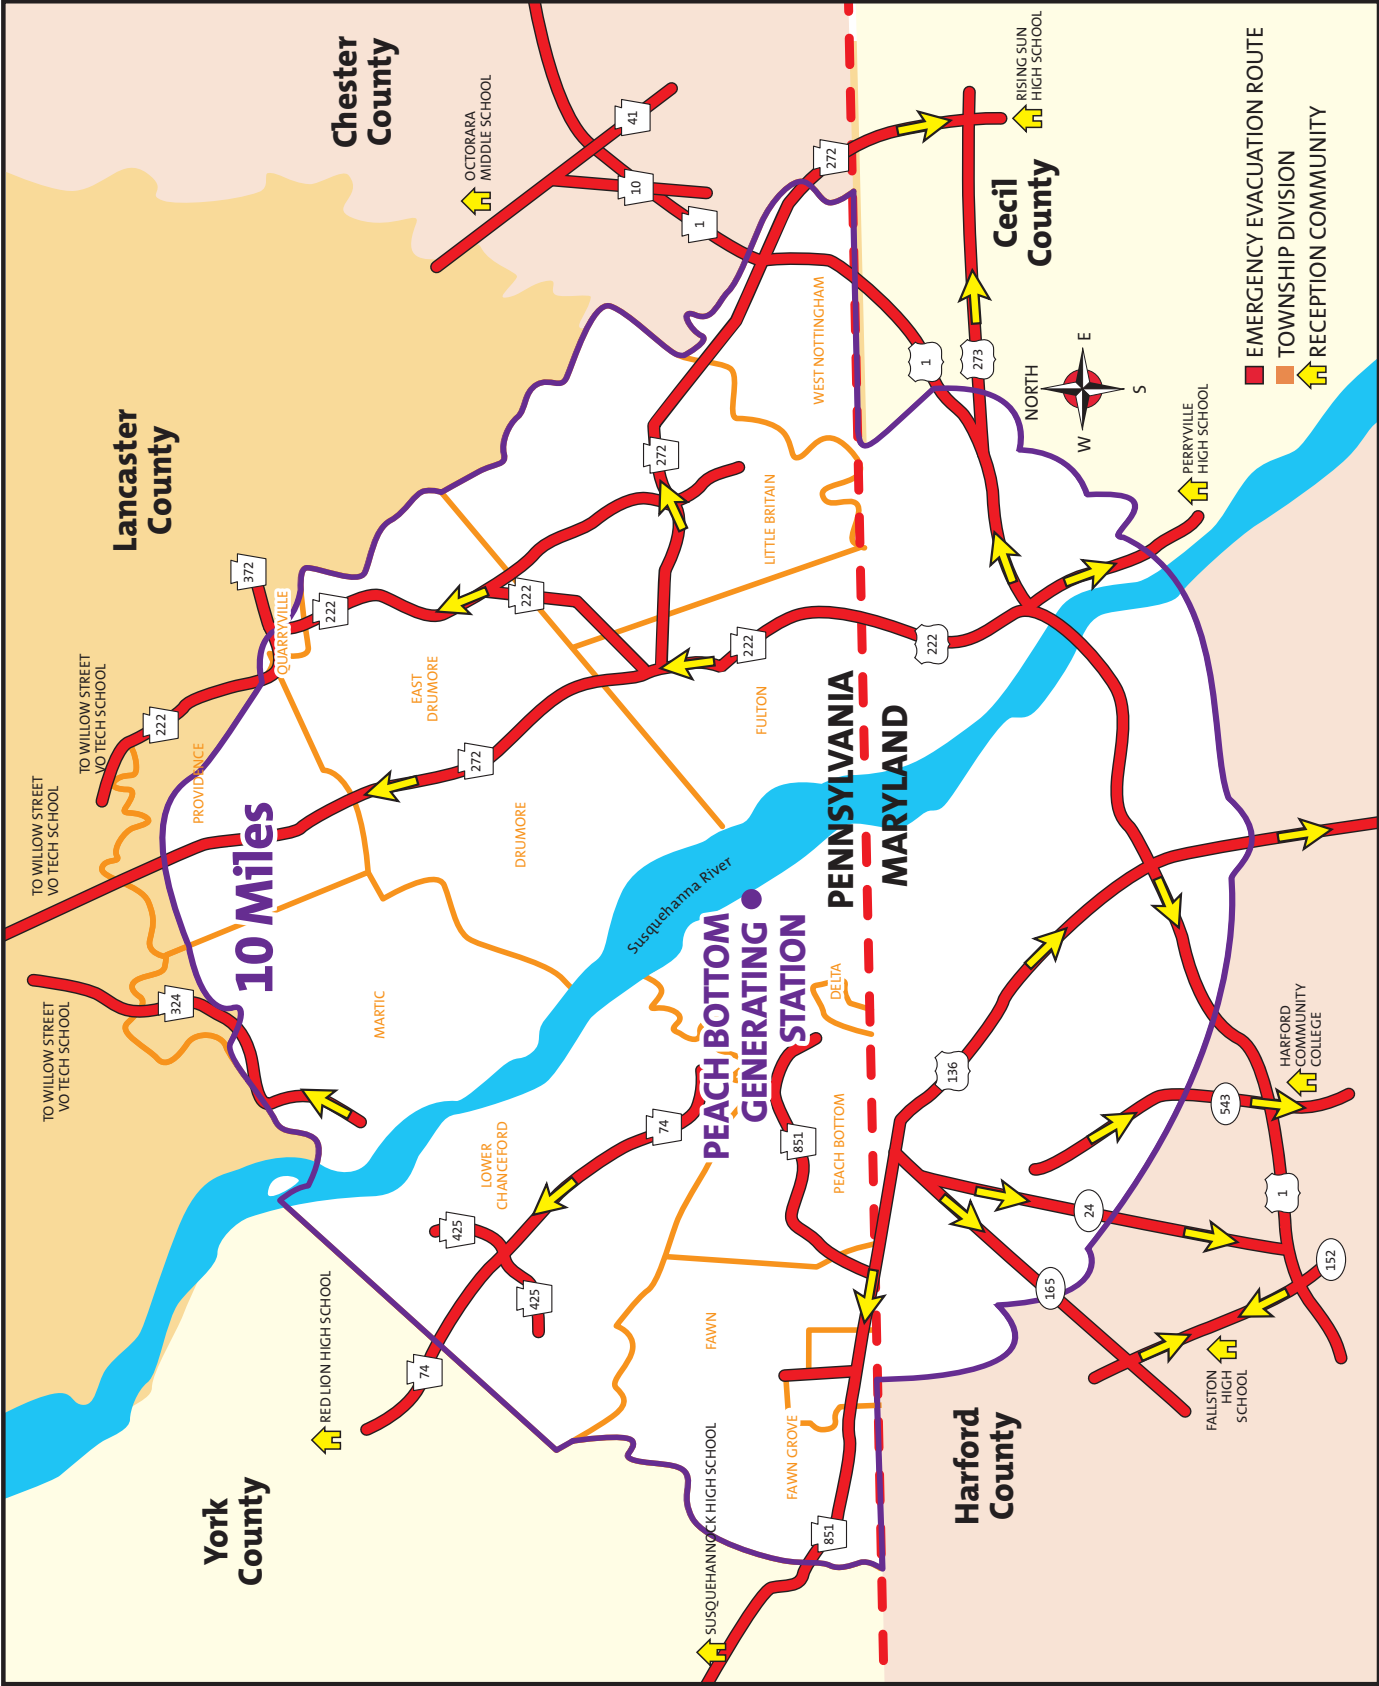 York
County
Lancaster
County
Chester
County
Harford
County
Cecil
County
TO WILLOW STREET
VO TECH SCHOOL
TO WILLOW STREET
VO TECH SCHOOL
TO WILLOW STREET
VO TECH SCHOOL
RED LION HIGH SCHOOL
SUSQUEHANNOCK HIGH SCHOOL
OCTORARA
MIDDLE SCHOOL
RISING SUN
HIGH SCHOOL
PERRYVILLE
HIGH SCHOOL
HARFORD
COMMUNITY
COLLEGE
FALLSTON
HIGH
SCHOOL
10 Miles
PEACH BOTTOM
GENERATING
STATION
Susquehanna River
PENNSYLVANIA
MARYLAND
PROVIDENCE
QUARRYVILLE
EAST
DRUMORE
DRUMORE
MARTIC
LOWER
CHANCEFORD
FULTON
LITTLE BRITAIN
WEST NOTTINGHAM
DELTA
PEACH BOTTOM
FAWN
FAWN GROVE
324
222
372
222
222
272
222
222
272
272
41
10
1
1
273
74
74
425
425
851
851
136
543
24
165
1
152
NORTH
W
E
S
EMERGENCY EVACUATION ROUTE
TOWNSHIP DIVISION
RECEPTION COMMUNITY